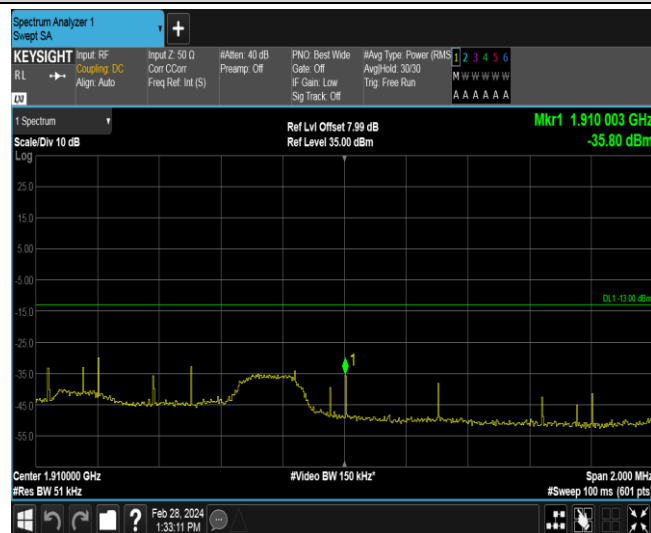 Spectrum Analyzer 1
Swept SA
+
KEYSIGHT Input: RF Input Z: 50 Ω #Atten: 40 dB PNO: Best Wide #Avg Type: Power (RMS 1 2 3 4 5 6
RL Coupling: DC Corr CCorr Preamp: Off Gate: Off Avg|Hold: 30/30 M W W W W W
Align: Auto Freq Ref: Int (S) IF Gain: Low Trig: Free Run
Sig Track: Off A A A A A A
1 Spectrum
Scale/Div 10 dB
Ref Lvl Offset 7.99 dB
Ref Level 35.00 dBm
Mkr1 1.910 003 GHz
-35.80 dBm
Log
25.0
15.0
5.00
-5.00
DL1 -13.00 dBm
-15.0
-25.0
-35.0
1
-45.0
-55.0
Center 1.910000 GHz #Video BW 150 kHz* Span 2.000 MHz
#Res BW 51 kHz #Sweep 100 ms (601 pts)
? Feb 28, 2024
1:33:11 PM